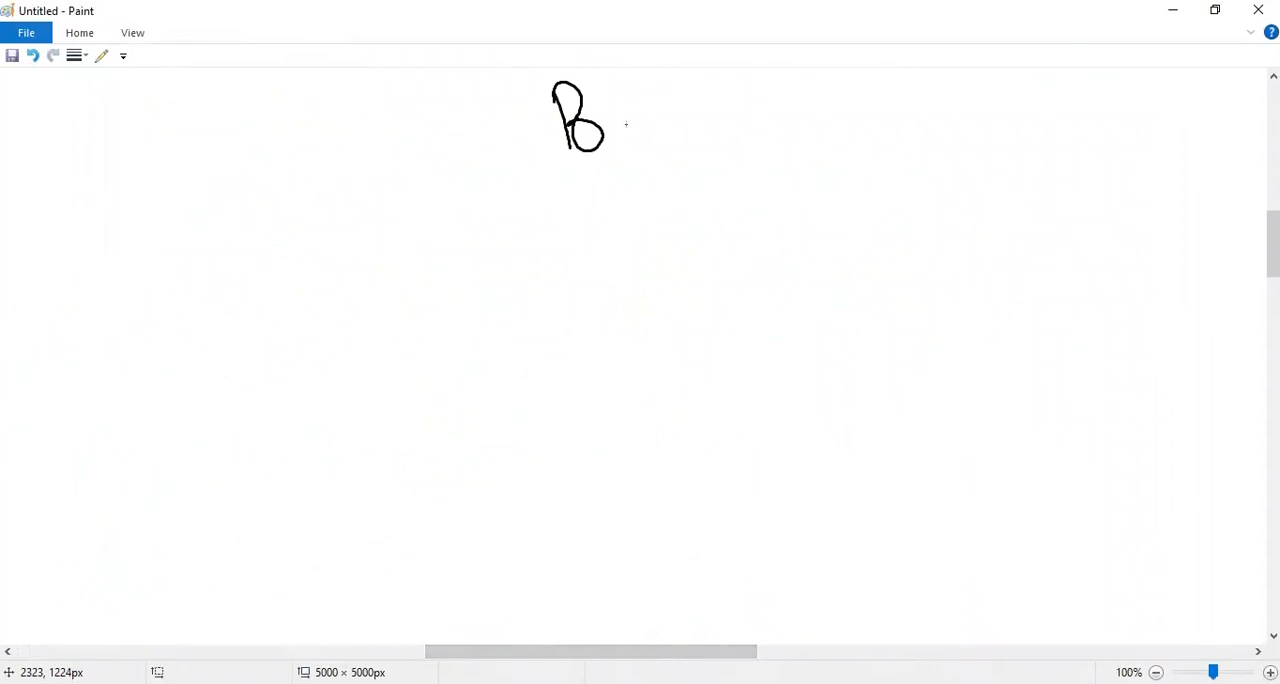 Untitled - Paint
File Home View
B
2323, 1224px 5000 × 5000px 100%